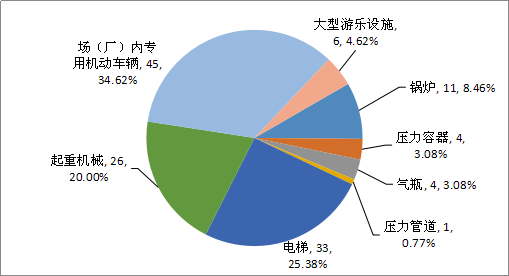 大型游乐设施,
6, 4.62%
场（厂）内专
用机动车辆, 45,
34.62%
锅炉, 11, 8.46%
压力容器, 4,
3.08%
起重机械, 26,
20.00%
气瓶, 4, 3.08%
压力管道, 1,
0.77%
电梯, 33,
25.38%